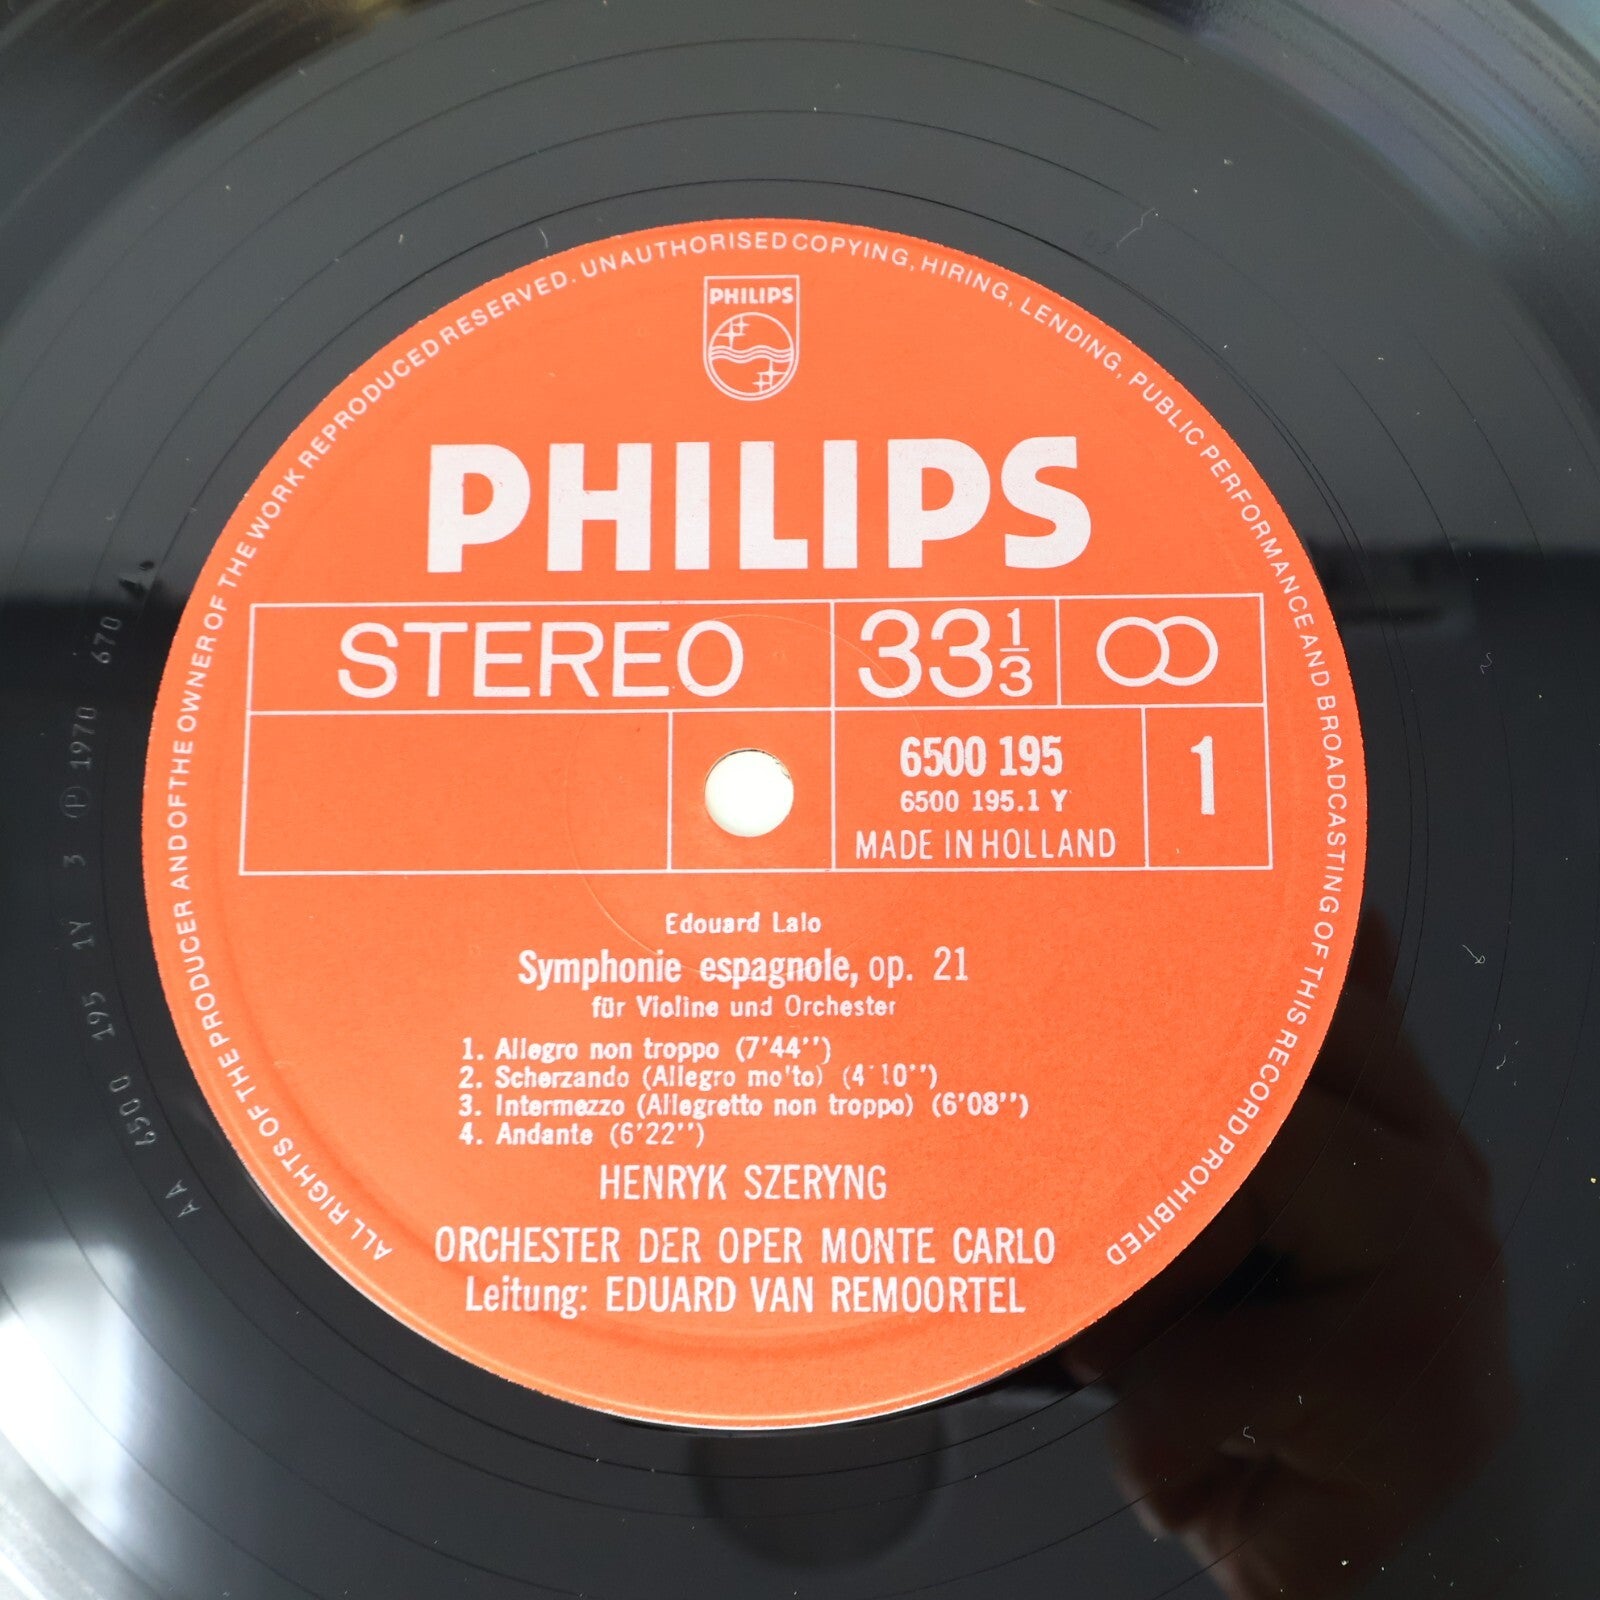 ALL RIGHTS OF THE PRODUCER AND OF THE OWNER OF THE WORK REPRODUCED RESERVED. UNAUTHORISED COPYING, HIRING, LENDING, PUBLIC PERFORMANCE AND BROADCASTING OF THIS RECORD PROHIBITED
PHILIPS
PHILIPS
STEREO
33 1/3
6500 195
6500 195.1 Y
MADE IN HOLLAND
1
Edouard Lalo
Symphonie espagnole, op. 21
für Violine und Orchester
1. Allegro non troppo (7'44'')
2. Scherzando (Allegro mo'to) (4'10'')
3. Intermezzo (Allegretto non troppo) (6'08'')
4. Andante (6'22'')
HENRYK SZERYNG
ORCHESTER DER OPER MONTE CARLO
Leitung: EDUARD VAN REMOORTEL
AA 6500 195 1Y 3 ℗ 1970 670